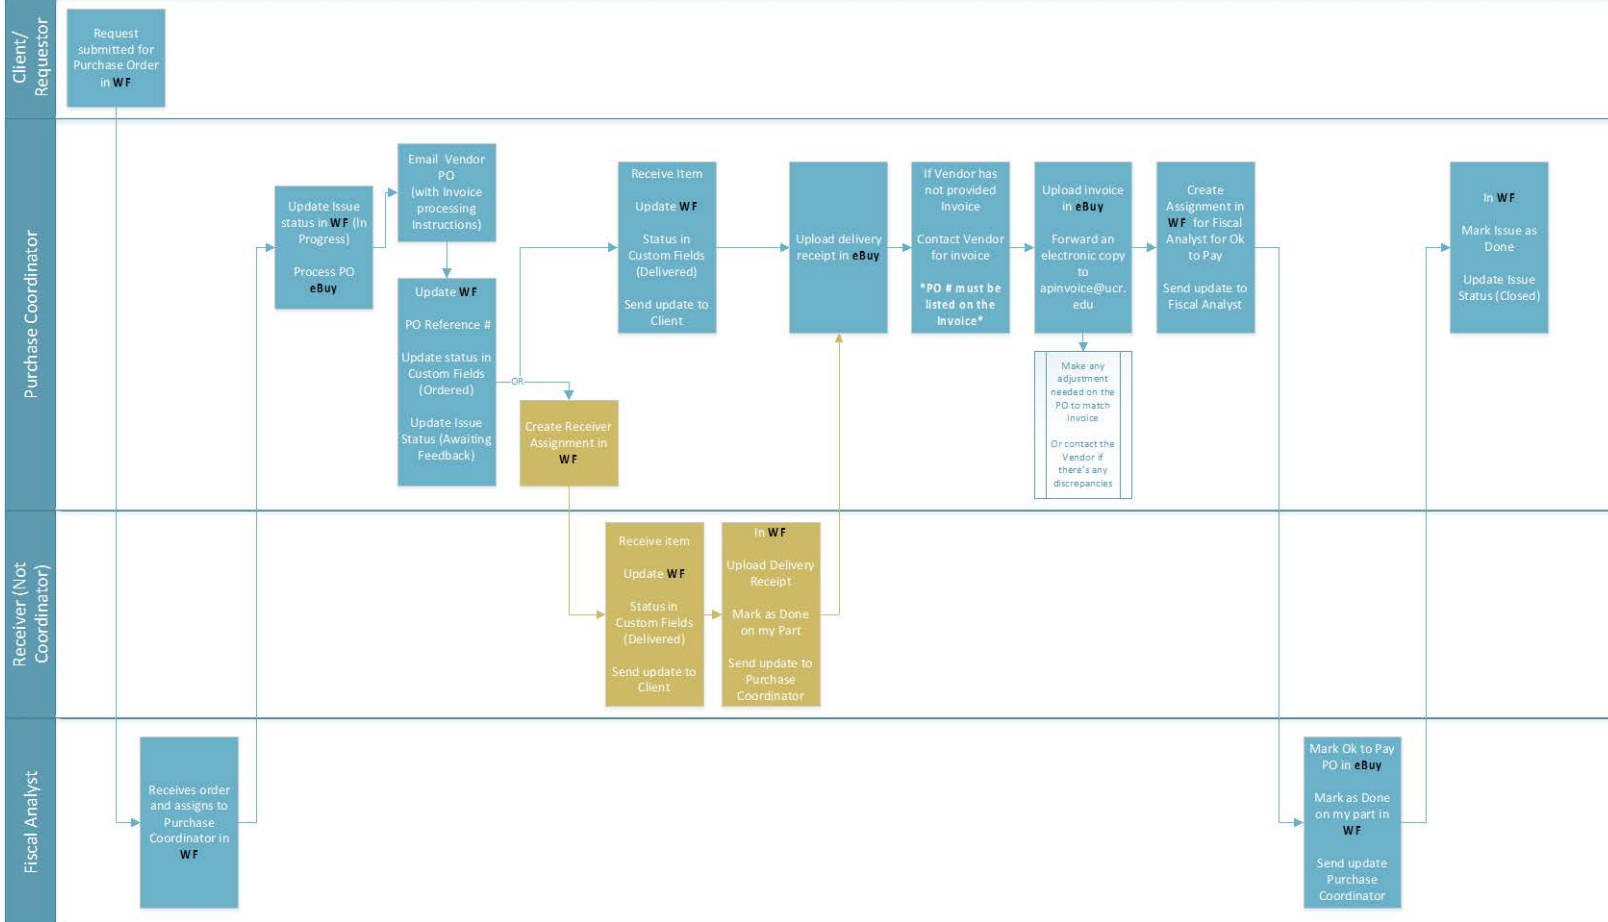 Client/
Requestor
Request
submitted for
Purchase Order
in WF
Purchase Coordinator
Update Issue
status in WF (In
Progress)
Process PO
eBuy
Email Vendor
PO
(with Invoice
processing
Instructions)
Update WF
PO Reference #
Update status in
Custom Fields
(Ordered)
Update Issue
Status (Awaiting
Feedback)
OR
Create Receiver
Assignment in
WF
Receive Item
Update WF
Status in
Custom Fields
(Delivered)
Send update to
Client
Upload delivery
receipt in eBuy
If Vendor has
not provided
Invoice
Contact Vendor
for invoice
*PO # must be
listed on the
Invoice*
Upload invoice
in eBuy
Forward an
electronic copy
to
apinvoice@ucr.
edu
Make any
adjustment
needed on the
PO to match
invoice
Or contact the
Vendor if
there's any
discrepancies
Create
Assignment in
WF for Fiscal
Analyst for Ok
to Pay
Send update to
Fiscal Analyst
In WF
Mark Issue as
Done
Update Issue
Status (Closed)
Receiver (Not
Coordinator)
Receive item
Update WF
Status in
Custom Fields
(Delivered)
Send update to
Client
In WF
Upload Delivery
Receipt
Mark as Done
on my Part
Send update to
Purchase
Coordinator
Fiscal Analyst
Receives order
and assigns to
Purchase
Coordinator in
WF
Mark Ok to Pay
PO in eBuy
Mark as Done
on my part in
WF
Send update
Purchase
Coordinator